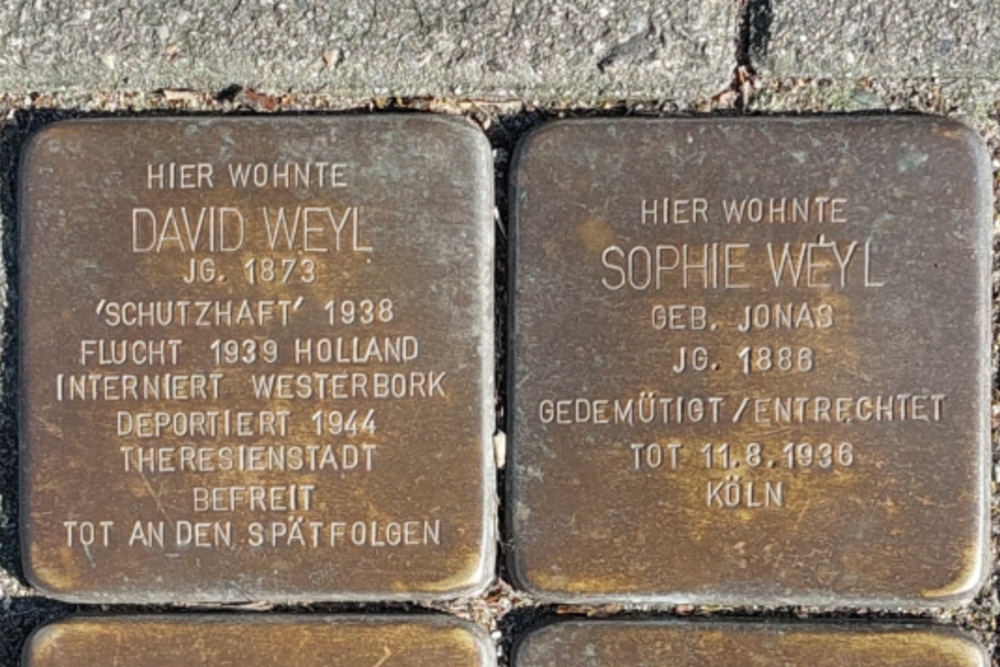 HIER WOHNTE
DAVID WEYL
JG. 1873
'SCHUTZHAFT' 1938
FLUCHT 1939 HOLLAND
INTERNIERT WESTERBORK
DEPORTIERT 1944
THERESIENSTADT
BEFREIT
TOT AN DEN SPÄTFOLGEN
HIER WOHNTE
SOPHIE WEYL
GEB. JONAS
JG. 1886
GEDEMÜTIGT/ENTRECHTET
TOT 11.8.1936
KÖLN